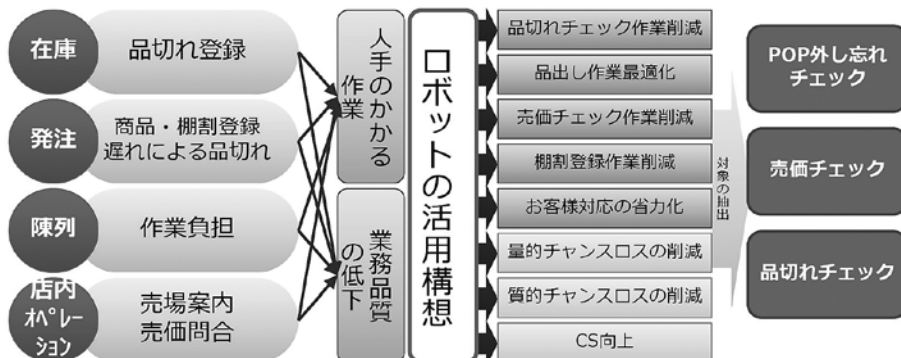 在庫
品切れ登録
発注
商品・棚割登録
遅れによる品切れ
陳列
作業負担
店内
オペレー
ション
売場案内
売価問合
人手のかかる
作業
業務品質
の低下
ロボットの活用構想
品切れチェック作業削減
品出し作業最適化
売価チェック作業削減
棚割登録作業削減
お客様対応の省力化
量的チャンスロスの削減
質的チャンスロスの削減
CS向上
対象の抽出
POP外し忘れ
チェック
売価チェック
品切れチェック